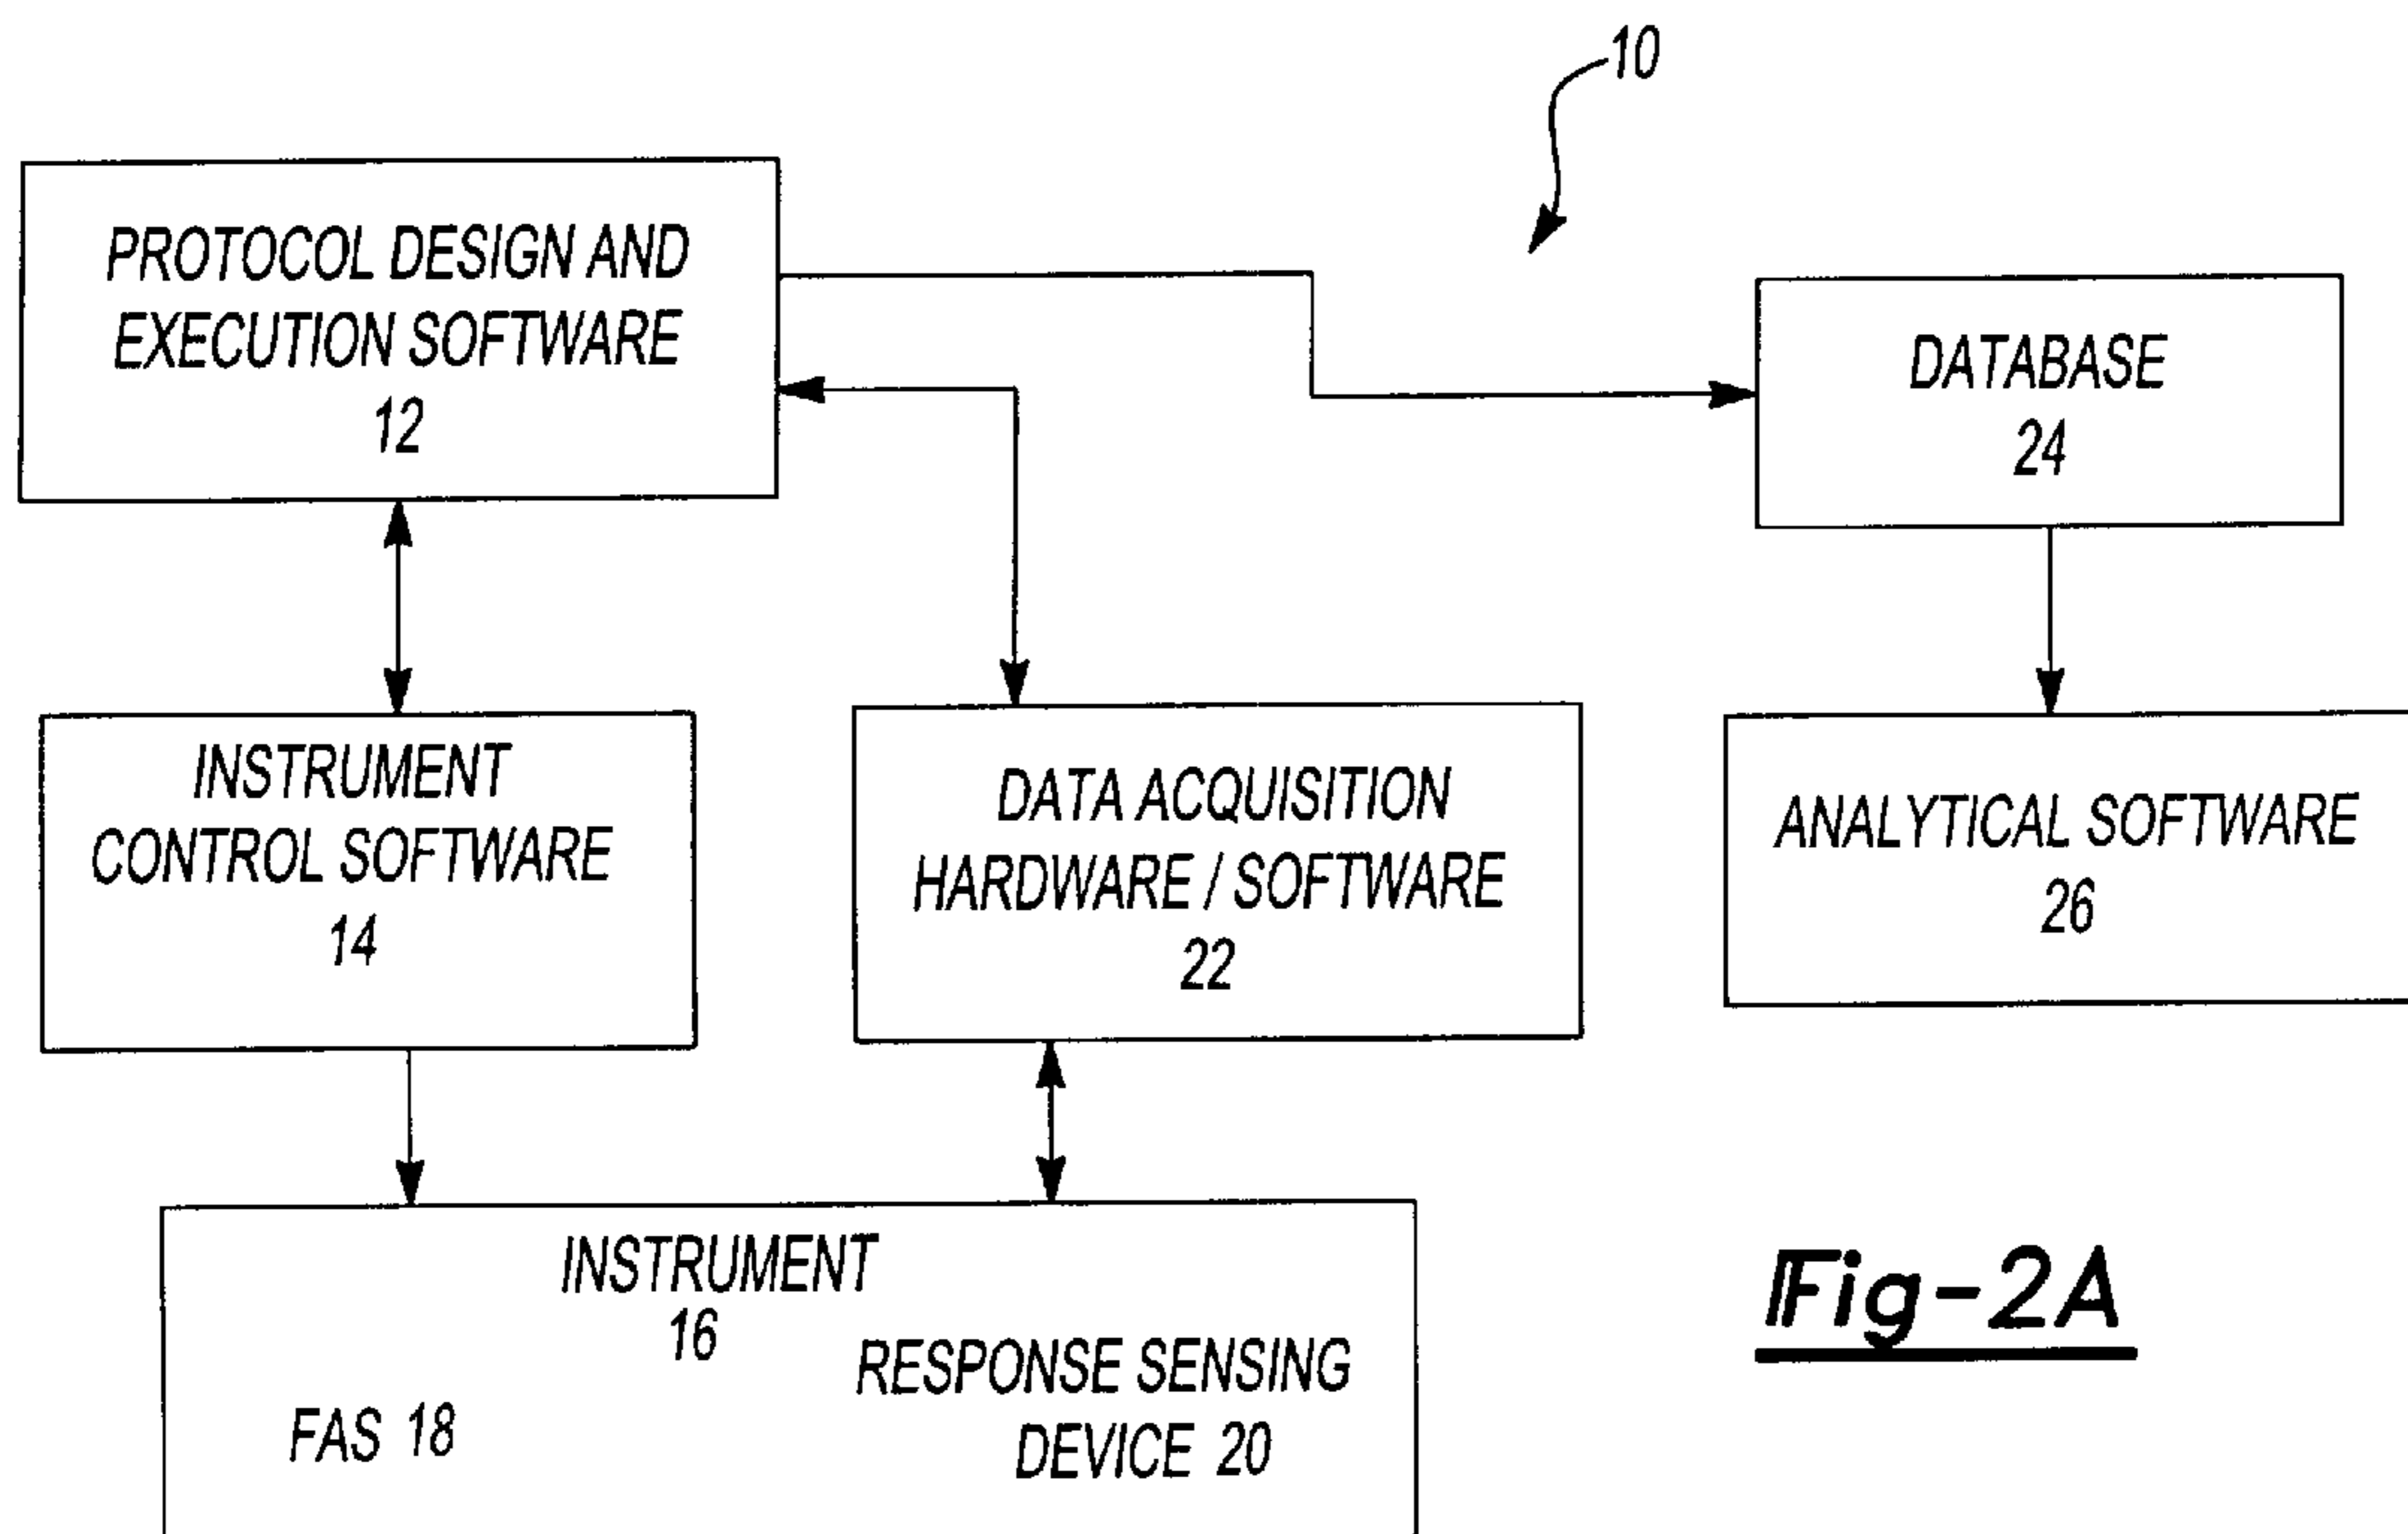 10
PROTOCOL DESIGN AND
EXECUTION SOFTWARE
12
DATABASE
24
INSTRUMENT
CONTROL SOFTWARE
14
DATA ACQUISITION
HARDWARE / SOFTWARE
22
ANALYTICAL SOFTWARE
26
INSTRUMENT
16
FAS 18
RESPONSE SENSING
DEVICE 20
Fig-2A